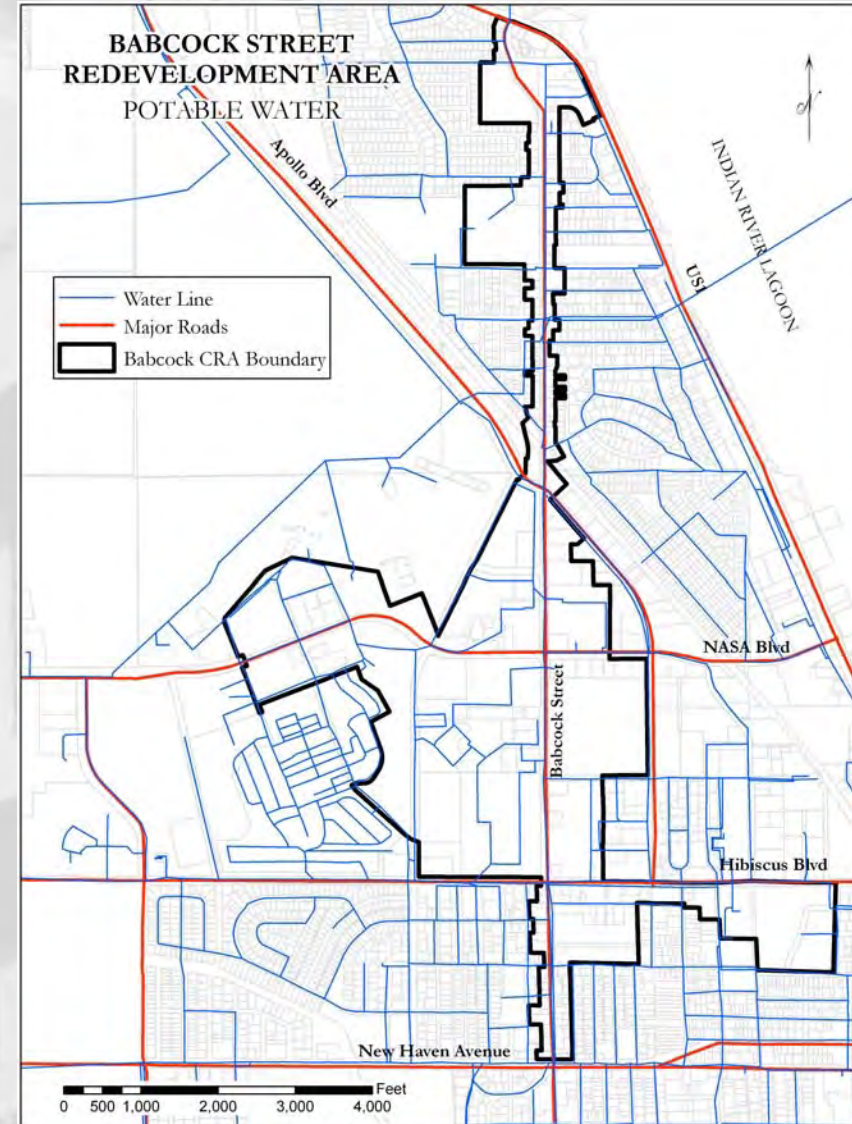 BABCOCK STREET
REDEVELOPMENT AREA
POTABLE WATER
Apollo Blvd
INDIAN RIVER LAGOON
US1
Water Line
Major Roads
Babcock CRA Boundary
NASA Blvd
Babcock Street
Hibiscus Blvd
New Haven Avenue
Feet
0 500 1,000 2,000 3,000 4,000
N